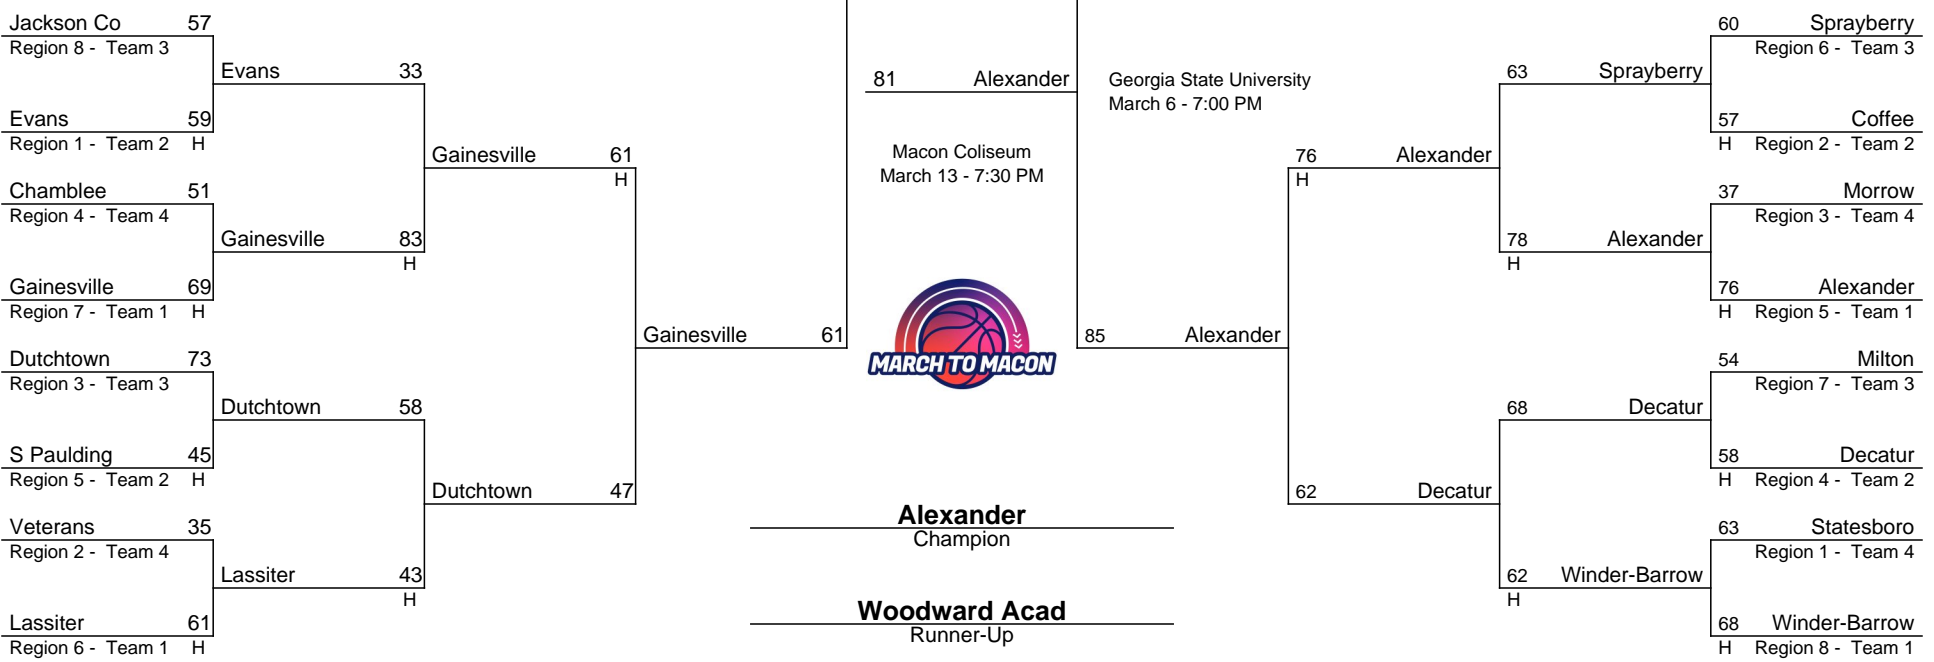 Jackson Co 57
Region 8 - Team 3
Evans 33
Evans 59
Region 1 - Team 2 H
Gainesville 61
H
Chamblee 51
Region 4 - Team 4
Gainesville 83
H
Gainesville 69
Region 7 - Team 1 H
Gainesville 61
Dutchtown 73
Region 3 - Team 3
Dutchtown 58
S Paulding 45
Region 5 - Team 2 H
Dutchtown 47
Veterans 35
Region 2 - Team 4
Lassiter 43
H
Lassiter 61
Region 6 - Team 1 H
81 Alexander
Macon Coliseum
March 13 - 7:30 PM
MARCH TO MACON
Alexander
Champion
Woodward Acad
Runner-Up
Georgia State University
March 6 - 7:00 PM
85 Alexander
76 Alexander
H
62 Decatur
63 Sprayberry
78 Alexander
H
68 Decatur
62 Winder-Barrow
H
60 Sprayberry
Region 6 - Team 3
57 Coffee
H Region 2 - Team 2
37 Morrow
Region 3 - Team 4
76 Alexander
H Region 5 - Team 1
54 Milton
Region 7 - Team 3
58 Decatur
H Region 4 - Team 2
63 Statesboro
Region 1 - Team 4
68 Winder-Barrow
H Region 8 - Team 1